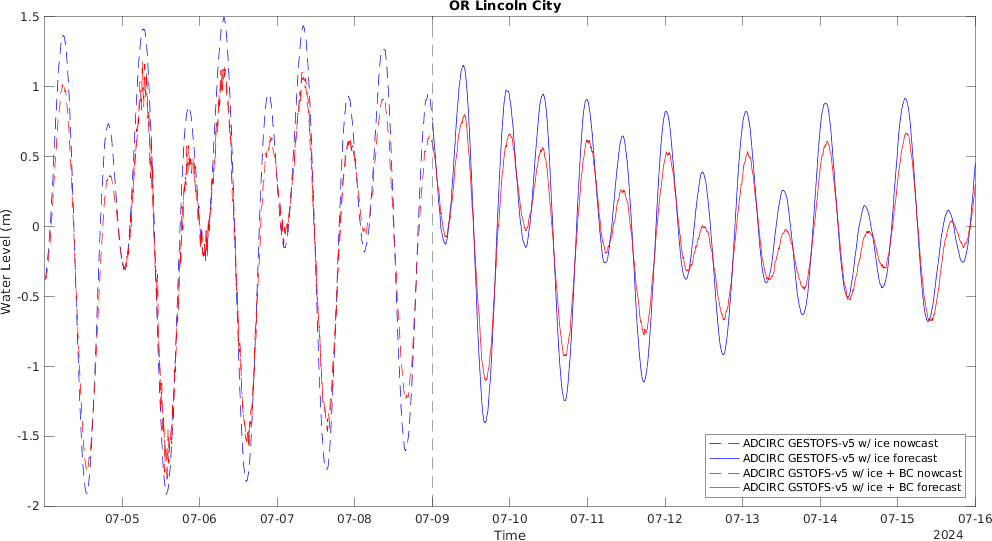 OR Lincoln City
1.5
1
0.5
0
-0.5
-1
-1.5
-2
Water Level (m)
ADCIRC GESTOFS-v5 w/ ice nowcast
ADCIRC GESTOFS-v5 w/ ice forecast
ADCIRC GSTOFS-v5 w/ ice + BC nowcast
ADCIRC GSTOFS-v5 w/ ice + BC forecast
07-05 07-06 07-07 07-08 07-09 07-10 07-11 07-12 07-13 07-14 07-15 07-16
Time
2024